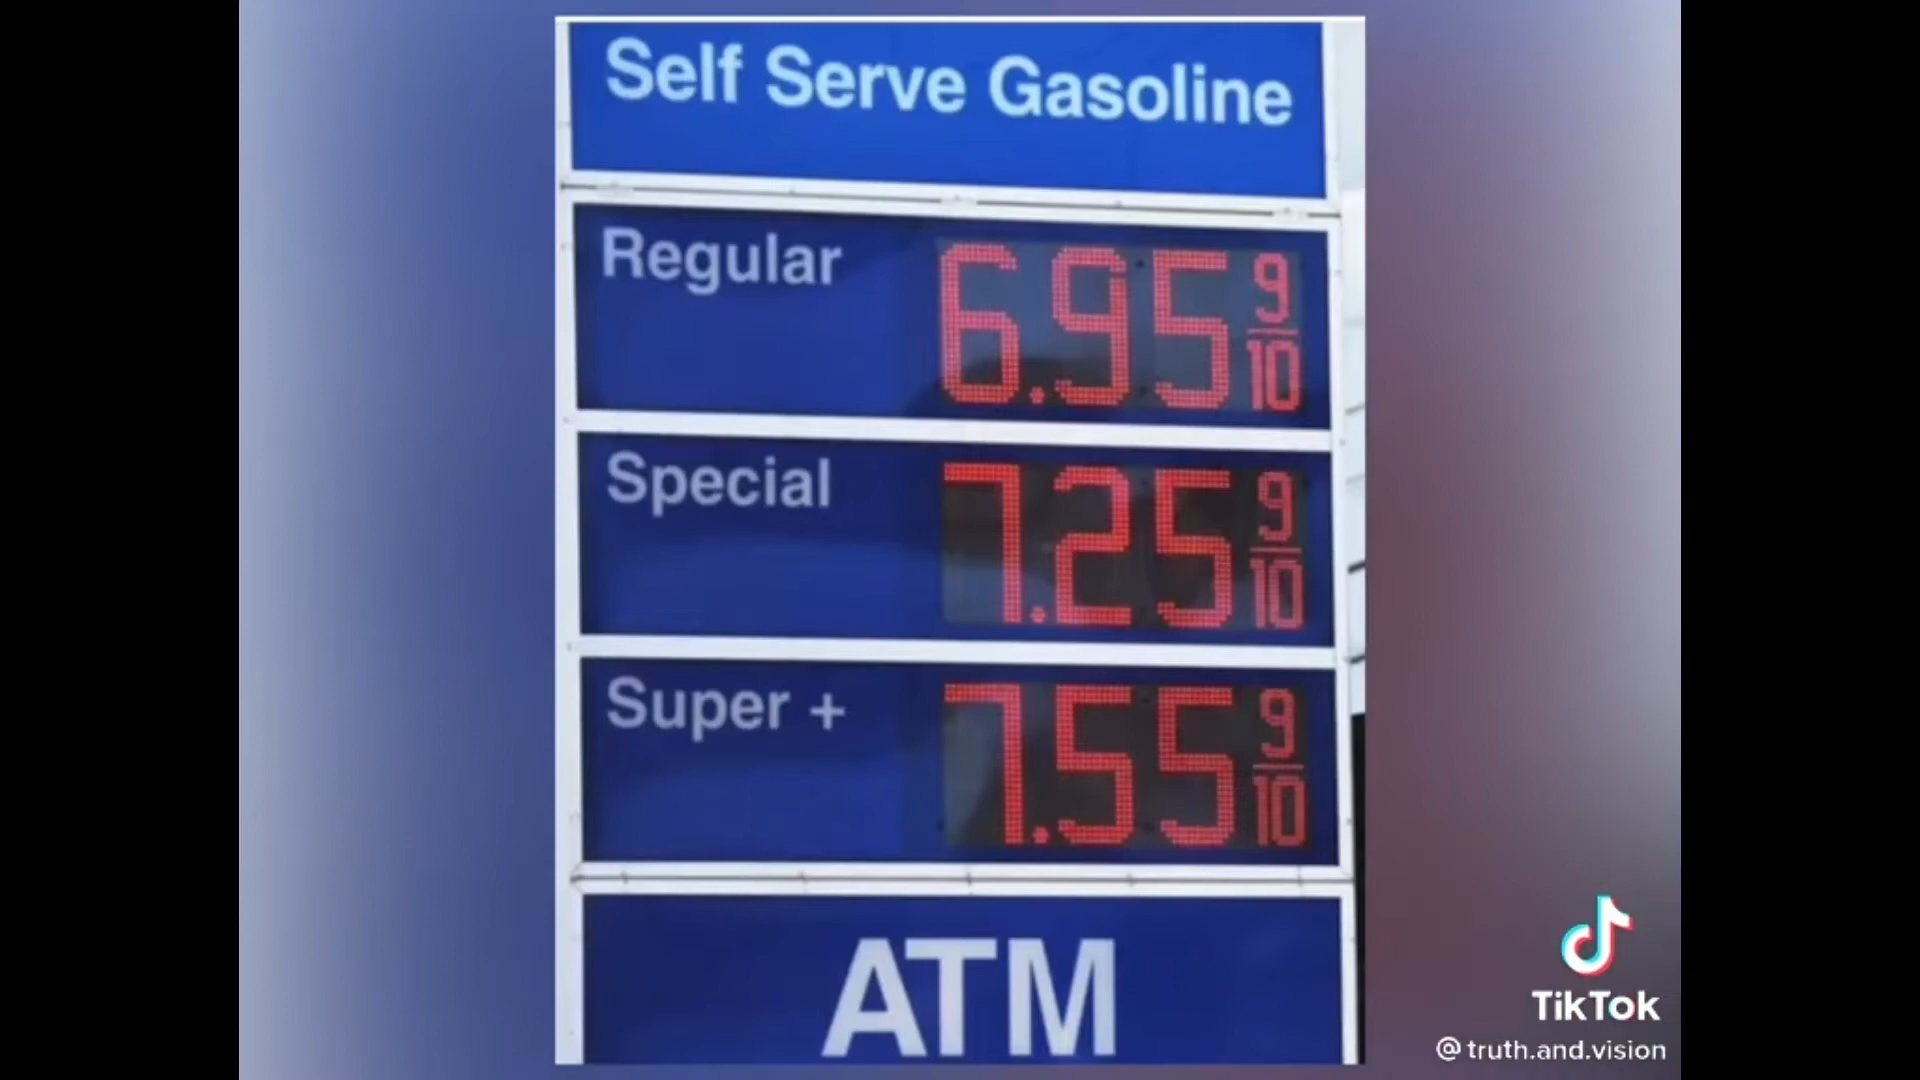 Self Serve Gasoline
Regular 6.95 9/10
Special 7.25 9/10
Super + 7.55 9/10
ATM
TikTok
@truth.and.vision